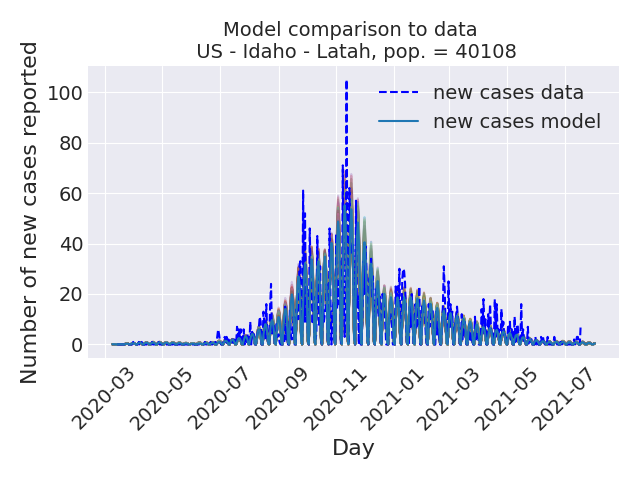 Model comparison to data
US - Idaho - Latah, pop. = 40108
Number of new cases reported
100
80
60
40
20
0
new cases data
new cases model
2020-03
2020-05
2020-07
2020-09
2020-11
2021-01
2021-03
2021-05
2021-07
Day